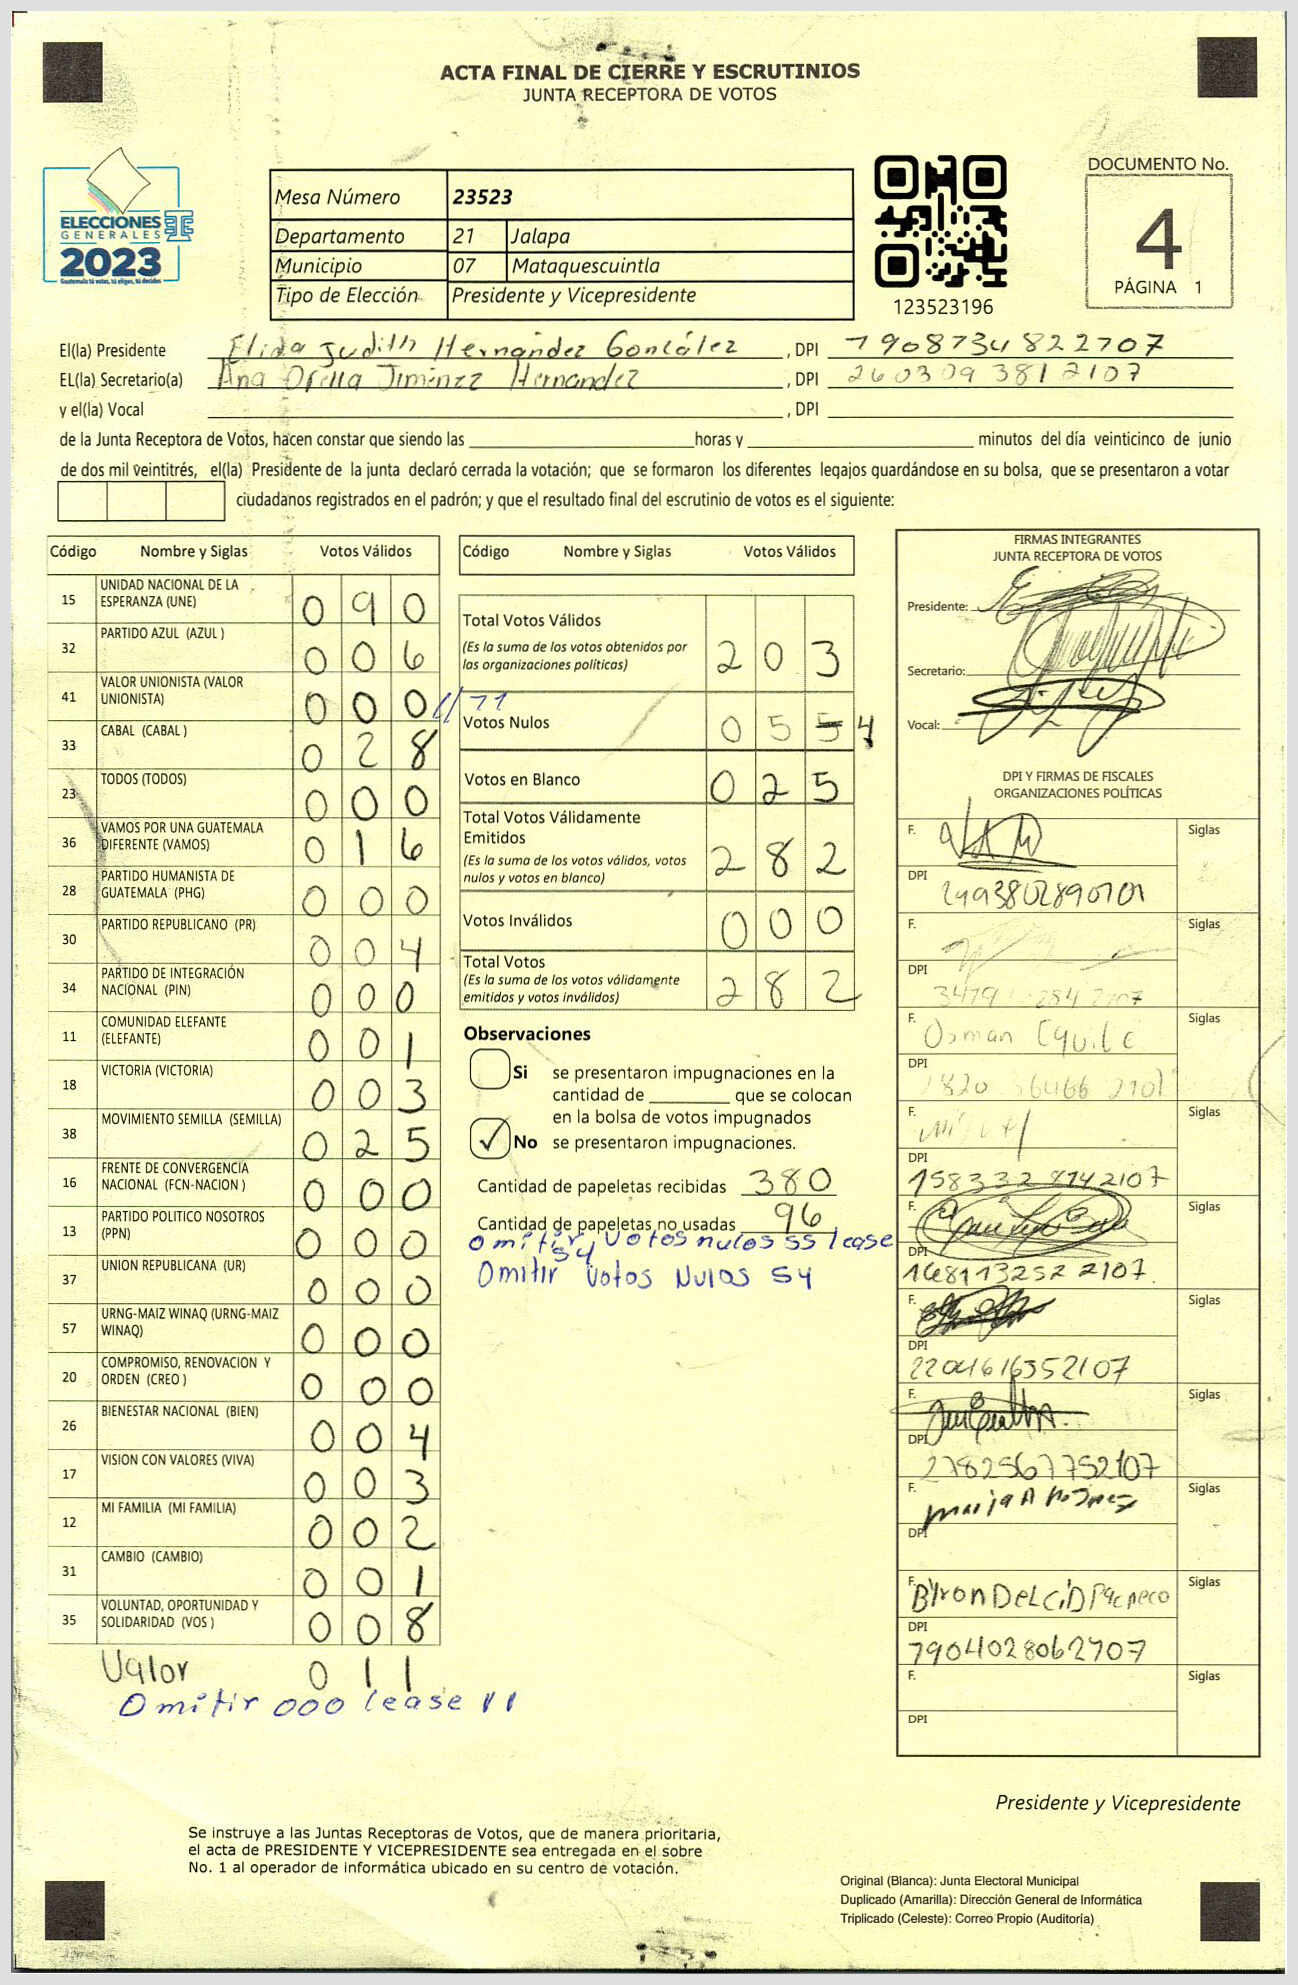 ACTA FINAL DE CIERRE Y ESCRUTINIOS
JUNTA RECEPTORA DE VOTOS
ELECCIONES
GENERALES
2023
Guatemala tú votas, tú eliges, tú decides
Mesa Número 23523
Departamento 21 Jalapa
Municipio 07 Mataquescuintla
Tipo de Elección Presidente y Vicepresidente
123523196
DOCUMENTO No.
4
PÁGINA 1
El(la) Presidente Elida Judith Hernández González , DPI 1908734822707
EL(la) Secretario(a) Ana Jiménez Hernandez , DPI 2603093812107
y el(la) Vocal , DPI
de la Junta Receptora de Votos, hacen constar que siendo las horas y minutos del día veinticinco de junio
de dos mil veintitrés, el(la) Presidente de la junta declaró cerrada la votación; que se formaron los diferentes legajos guardándose en su bolsa, que se presentaron a votar
ciudadanos registrados en el padrón; y que el resultado final del escrutinio de votos es el siguiente:
Código Nombre y Siglas Votos Válidos
15 UNIDAD NACIONAL DE LA ESPERANZA (UNE) 0 9 0
32 PARTIDO AZUL (AZUL ) 0 0 6
41 VALOR UNIONISTA (VALOR UNIONISTA) 0 0 0 // 11
33 CABAL (CABAL ) 0 2 8
23 TODOS (TODOS) 0 0 0
36 VAMOS POR UNA GUATEMALA DIFERENTE (VAMOS) 0 1 6
28 PARTIDO HUMANISTA DE GUATEMALA (PHG) 0 0 0
30 PARTIDO REPUBLICANO (PR) 0 0 4
34 PARTIDO DE INTEGRACIÓN NACIONAL (PIN) 0 0 0
11 COMUNIDAD ELEFANTE (ELEFANTE) 0 0 1
18 VICTORIA (VICTORIA) 0 0 3
38 MOVIMIENTO SEMILLA (SEMILLA) 0 2 5
16 FRENTE DE CONVERGENCIA NACIONAL (FCN-NACION ) 0 0 0
13 PARTIDO POLITICO NOSOTROS (PPN) 0 0 0
37 UNION REPUBLICANA (UR) 0 0 0
57 URNG-MAIZ WINAQ (URNG-MAIZ WINAQ) 0 0 0
20 COMPROMISO, RENOVACION Y ORDEN (CREO ) 0 0 0
26 BIENESTAR NACIONAL (BIEN) 0 0 4
17 VISION CON VALORES (VIVA) 0 0 3
12 MI FAMILIA (MI FAMILIA) 0 0 2
31 CAMBIO (CAMBIO) 0 0 1
35 VOLUNTAD, OPORTUNIDAD Y SOLIDARIDAD (VOS ) 0 0 8
Valor 0 1 1
Omitir 000 lease 11
Código Nombre y Siglas Votos Válidos
Total Votos Válidos 2 0 3
(Es la suma de los votos obtenidos por
las organizaciones políticas)
Votos Nulos 0 5 5 4
Votos en Blanco 0 2 5
Total Votos Válidamente
Emitidos 2 8 2
(Es la suma de los votos válidos, votos
nulos y votos en blanco)
Votos Inválidos 0 0 0
Total Votos 2 8 2
(Es la suma de los votos válidamente
emitidos y votos inválidos)
Observaciones
Si se presentaron impugnaciones en la
cantidad de que se colocan
en la bolsa de votos impugnados
✓ No se presentaron impugnaciones.
Cantidad de papeletas recibidas 380
Cantidad de papeletas no usadas 96
omitir votos nulos 55 lease
54
Omitir votos Nulos 54
FIRMAS INTEGRANTES
JUNTA RECEPTORA DE VOTOS
Presidente:
Secretario:
Vocal:
DPI Y FIRMAS DE FISCALES
ORGANIZACIONES POLÍTICAS
F. Siglas
DPI 2493802890101
F. Siglas
DPI
F. Osman Siglas
DPI
F. Siglas
DPI 1583328142107
F. Siglas
DPI 1681132522107
F. Siglas
DPI 2204616352107
F. Siglas
DPI 2782567752107
F. Siglas
DPI
F. BYron DeLCiD Pacheco Siglas
DPI 7904028062707
F. Siglas
DPI
Presidente y Vicepresidente
Se instruye a las Juntas Receptoras de Votos, que de manera prioritaria,
el acta de PRESIDENTE Y VICEPRESIDENTE sea entregada en el sobre
No. 1 al operador de informática ubicado en su centro de votación.
Original (Blanca): Junta Electoral Municipal
Duplicado (Amarilla): Dirección General de Informática
Triplicado (Celeste): Correo Propio (Auditoría)